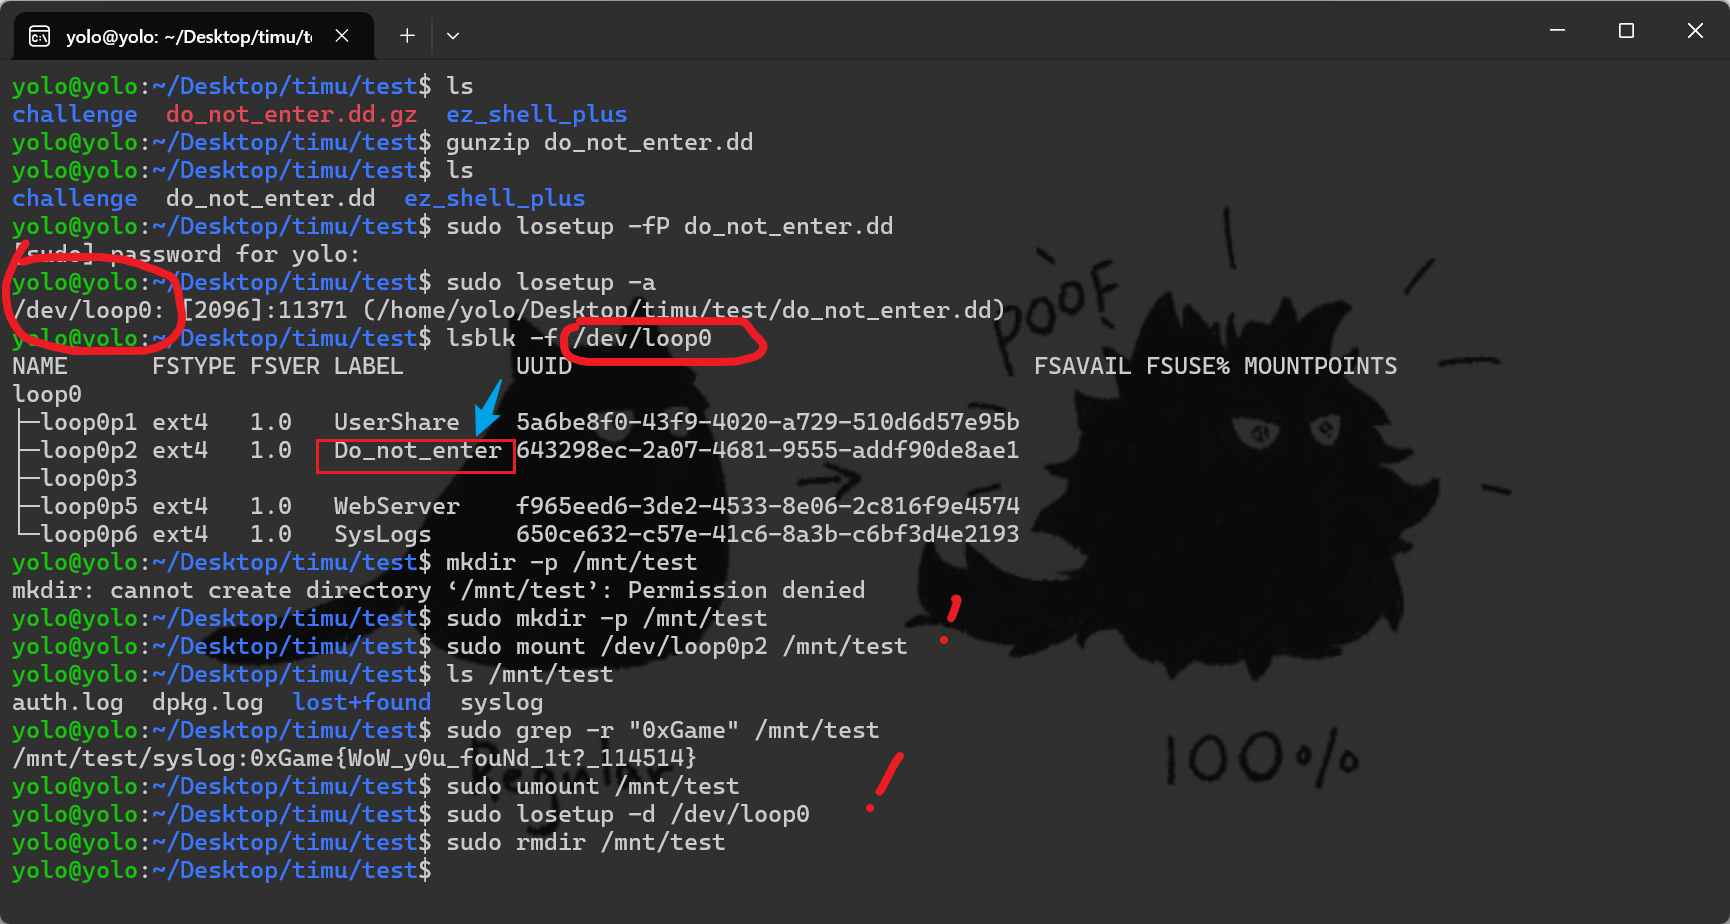 yolo@yolo: ~/Desktop/timu/te
yolo@yolo:~/Desktop/timu/test$ ls
challenge  do_not_enter.dd.gz  ez_shell_plus
yolo@yolo:~/Desktop/timu/test$ gunzip do_not_enter.dd
yolo@yolo:~/Desktop/timu/test$ ls
challenge  do_not_enter.dd  ez_shell_plus
yolo@yolo:~/Desktop/timu/test$ sudo losetup -fP do_not_enter.dd
[sudo] password for yolo:
yolo@yolo:~/Desktop/timu/test$ sudo losetup -a
/dev/loop0: [2096]:11371 (/home/yolo/Desktop/timu/test/do_not_enter.dd)
yolo@yolo:~/Desktop/timu/test$ lsblk -f /dev/loop0
NAME      FSTYPE FSVER LABEL        UUID                                 FSAVAIL FSUSE% MOUNTPOINTS
loop0
├─loop0p1 ext4   1.0   UserShare    5a6be8f0-43f9-4020-a729-510d6d57e95b
├─loop0p2 ext4   1.0   Do_not_enter 643298ec-2a07-4681-9555-addf90de8ae1
├─loop0p3
├─loop0p5 ext4   1.0   WebServer    f965eed6-3de2-4533-8e06-2c816f9e4574
└─loop0p6 ext4   1.0   SysLogs      650ce632-c57e-41c6-8a3b-c6bf3d4e2193
yolo@yolo:~/Desktop/timu/test$ mkdir -p /mnt/test
mkdir: cannot create directory ‘/mnt/test’: Permission denied
yolo@yolo:~/Desktop/timu/test$ sudo mkdir -p /mnt/test
yolo@yolo:~/Desktop/timu/test$ sudo mount /dev/loop0p2 /mnt/test
yolo@yolo:~/Desktop/timu/test$ ls /mnt/test
auth.log  dpkg.log  lost+found  syslog
yolo@yolo:~/Desktop/timu/test$ sudo grep -r "0xGame" /mnt/test
/mnt/test/syslog:0xGame{WoW_y0u_fouNd_1t?_114514}
yolo@yolo:~/Desktop/timu/test$ sudo umount /mnt/test
yolo@yolo:~/Desktop/timu/test$ sudo losetup -d /dev/loop0
yolo@yolo:~/Desktop/timu/test$ sudo rmdir /mnt/test
yolo@yolo:~/Desktop/timu/test$
POOF
Regular
100%